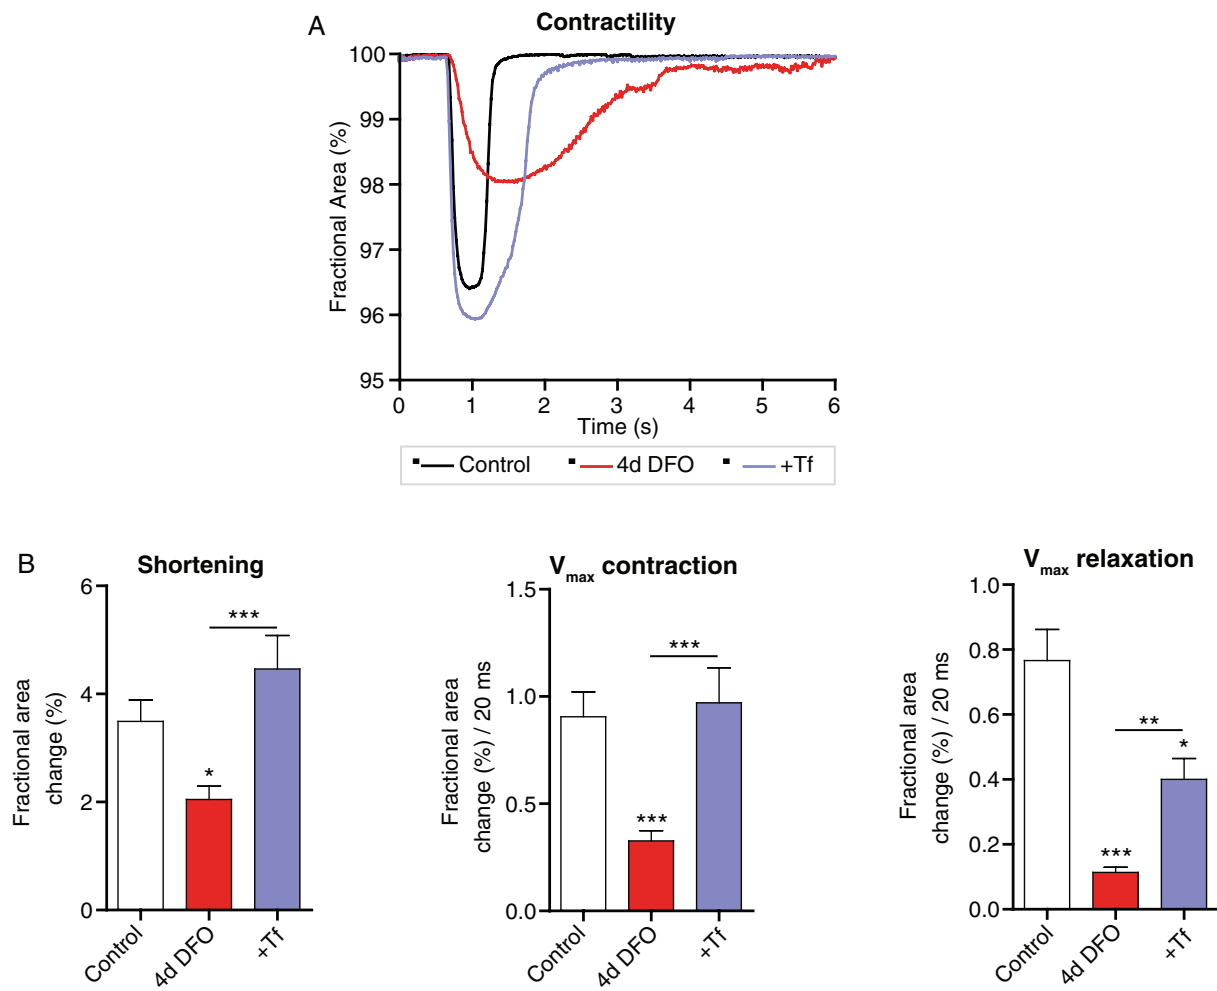 A
Contractility
Fractional Area (%)
100
99
98
97
96
95
0 1 2 3 4 5 6
Time (s)
Control 4d DFO +Tf
B
Shortening
Fractional area
change (%)
6
4
2
0
***
*
Control 4d DFO +Tf
Vmax contraction
Fractional area
change (%) / 20 ms
1.5
1.0
0.5
0.0
***
***
Control 4d DFO +Tf
Vmax relaxation
Fractional area
change (%) / 20 ms
1.0
0.8
0.6
0.4
0.2
0.0
**
*
***
Control 4d DFO +Tf